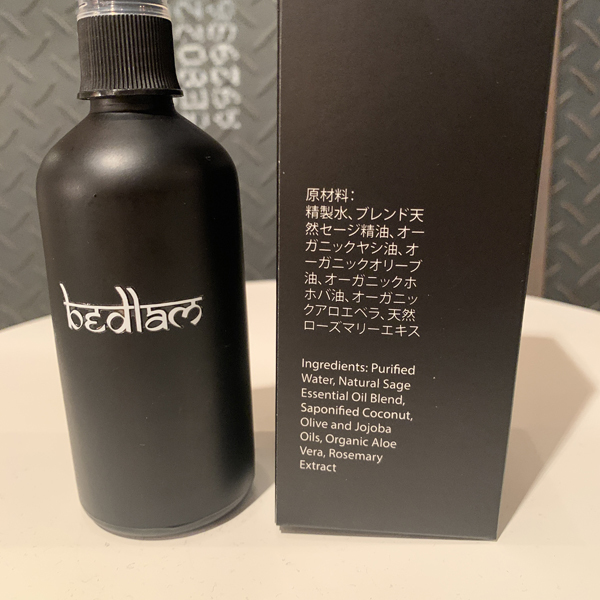 bedlam
原材料：
精製水、ブレンド天
然セージ精油、オー
ガニックヤシ油、オ
ーガニックオリーブ
油、オーガニックホ
ホバ油、オーガニッ
クアロエベラ、天然
ローズマリーエキス
Ingredients: Purified
Water, Natural Sage
Essential Oil Blend,
Saponified Coconut,
Olive and Jojoba
Oils, Organic Aloe
Vera, Rosemary
Extract